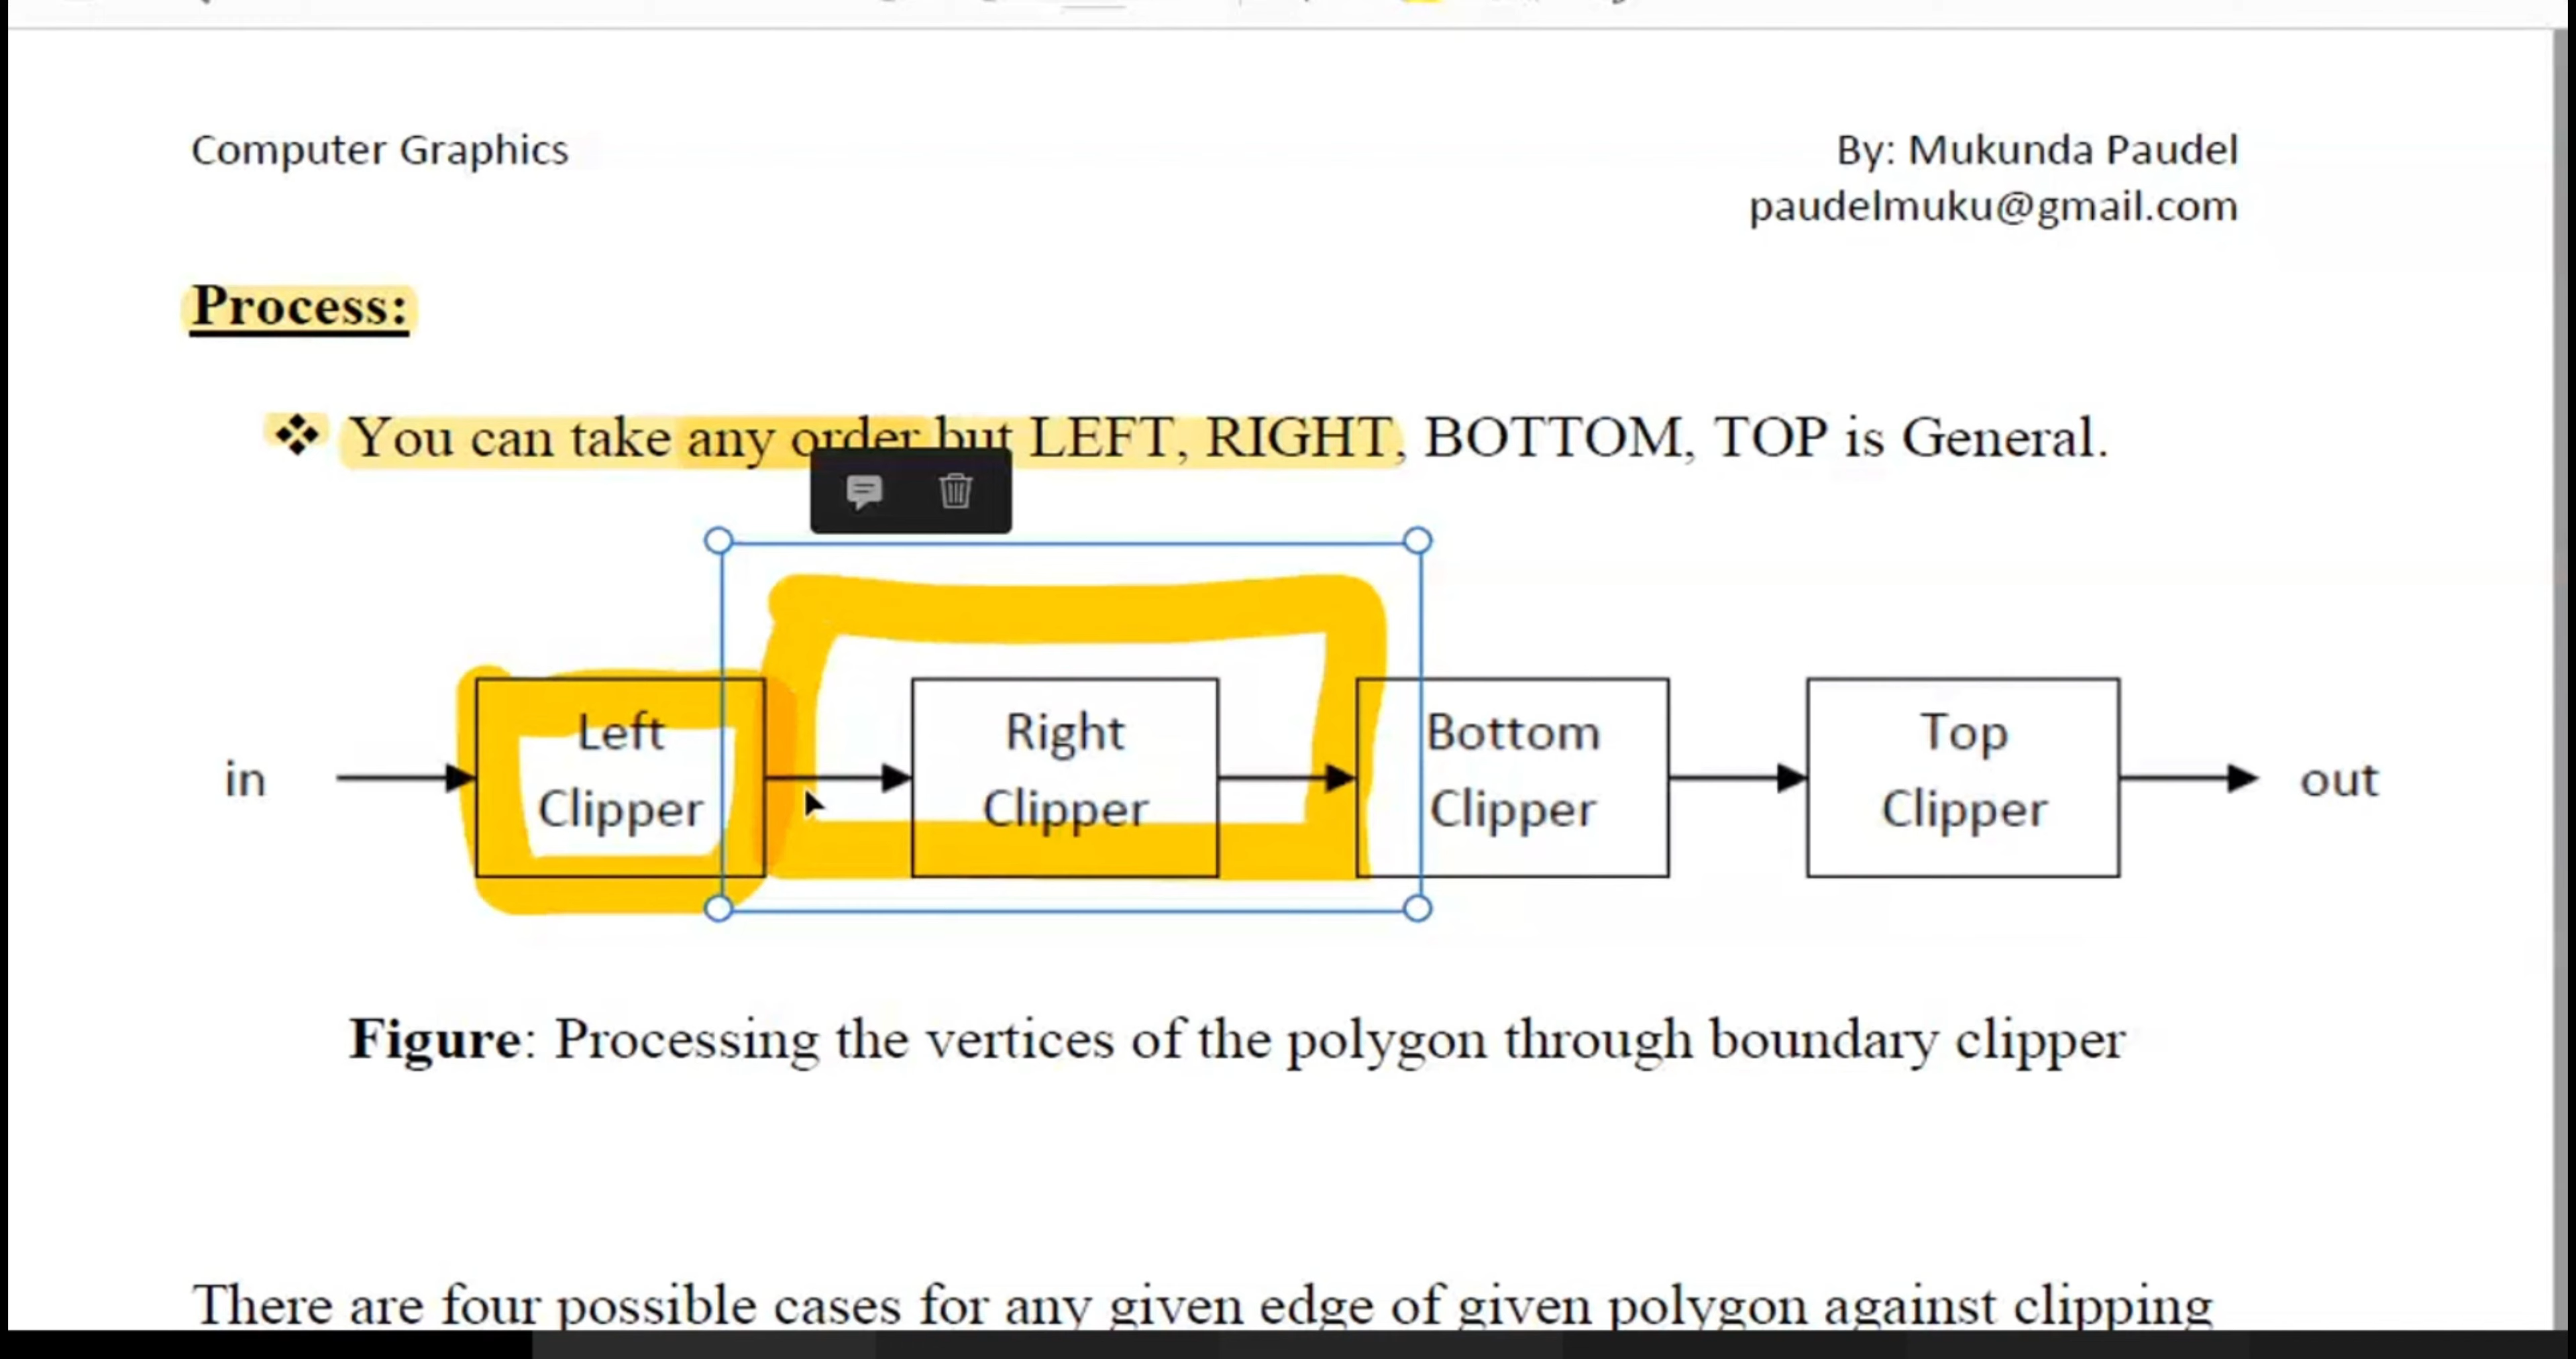 Computer Graphics
By: Mukunda Paudel
paudelmuku@gmail.com
Process:
❖ You can take any order but LEFT, RIGHT, BOTTOM, TOP is General.
in
Left
Clipper
Right
Clipper
Bottom
Clipper
Top
Clipper
out
Figure: Processing the vertices of the polygon through boundary clipper
There are four possible cases for any given edge of given polygon against clipping